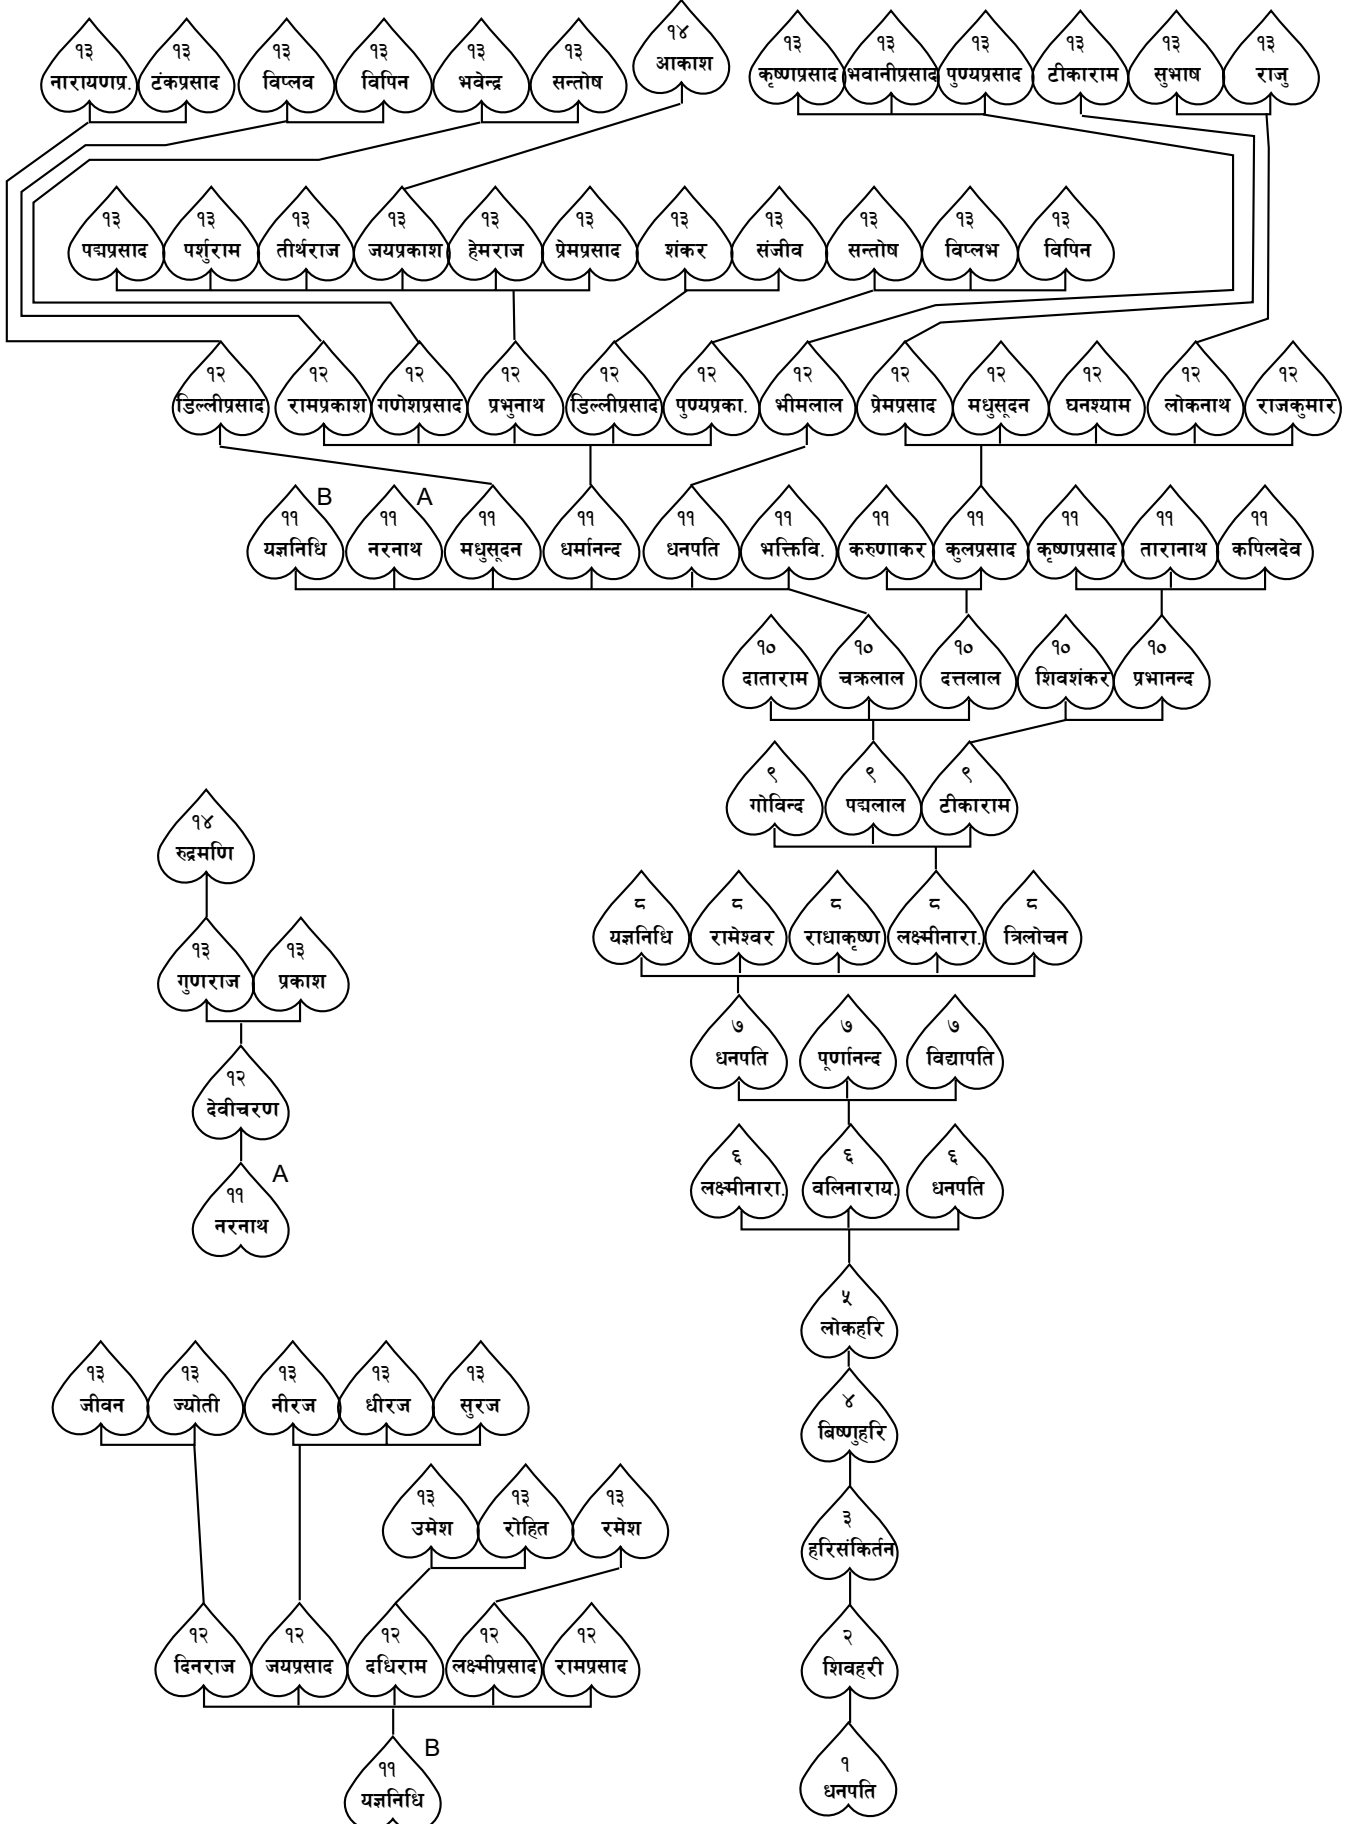 १४
आकाश
१३ १३ १३ १३ १३ १३ १३ १३ १३ १३ १३ १३
नारायणप्र. टंकप्रसाद विप्लव विपिन भवेन्द्र सन्तोष कृष्णप्रसाद भवानीप्रसाद पुण्यप्रसाद टीकाराम सुभाष राजु
१३ १३ १३ १३ १३ १३ १३ १३ १३ १३ १३
पद्मप्रसाद पर्शुराम तीर्थराज जयप्रकाश हेमराज प्रेमप्रसाद शंकर संजीव सन्तोष विप्लभ विपिन
१२ १२ १२ १२ १२ १२ १२ १२ १२ १२ १२ १२
डिल्लीप्रसाद रामप्रकाश गणेशप्रसाद प्रभुनाथ डिल्लीप्रसाद पुण्यप्रका. भीमलाल प्रेमप्रसाद मधुसूदन घनश्याम लोकनाथ राजकुमार
B A
११ ११ ११ ११ ११ ११ ११ ११ ११ ११ ११
यज्ञनिधि नरनाथ मधुसूदन धर्मानन्द धनपति भक्तिवि. करुणाकर कुलप्रसाद कृष्णप्रसाद तारानाथ कपिलदेव
१० १० १० १० १०
दाताराम चक्रलाल दत्तलाल शिवशंकर प्रभानन्द
९ ९ ९
गोविन्द पद्मलाल टीकाराम
८ ८ ८ ८ ८
यज्ञनिधि रामेश्वर राधाकृष्ण लक्ष्मीनारा. त्रिलोचन
७ ७ ७
धनपति पूर्णानन्द विद्यापति
६ ६ ६
लक्ष्मीनारा. वलिनाराय. धनपति
५
लोकहरि
४
बिष्णुहरि
३
हरिसंकिर्तन
२
शिवहरी
१
धनपति
१४
रुद्रमणि
१३ १३
गुणराज प्रकाश
१२
देवीचरण
A
११
नरनाथ
१३ १३ १३ १३ १३
जीवन ज्योती नीरज धीरज सुरज
१३ १३ १३
उमेश रोहित रमेश
१२ १२ १२ १२ १२
दिनराज जयप्रसाद दधिराम लक्ष्मीप्रसाद रामप्रसाद
B
११
यज्ञनिधि